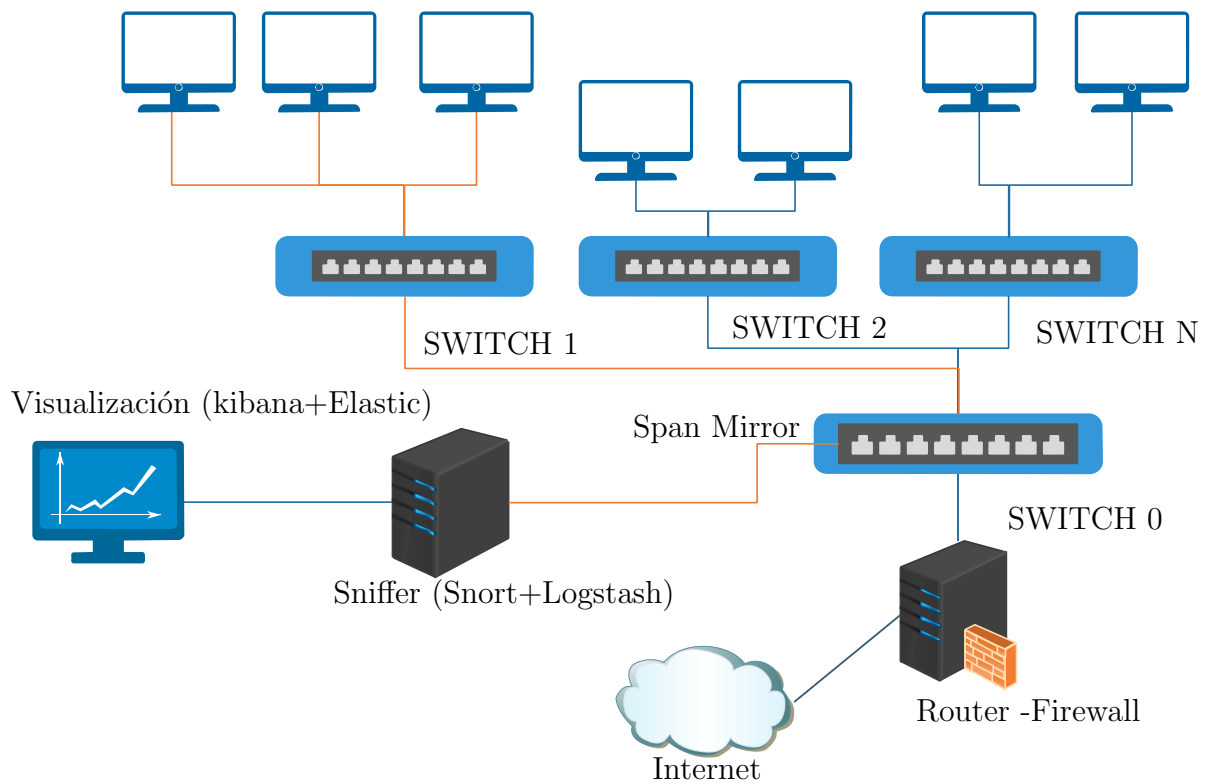 SWITCH 1
SWITCH 2
SWITCH N
Visualización (kibana+Elastic)
Span Mirror
SWITCH 0
Sniffer (Snort+Logstash)
Router -Firewall
Internet